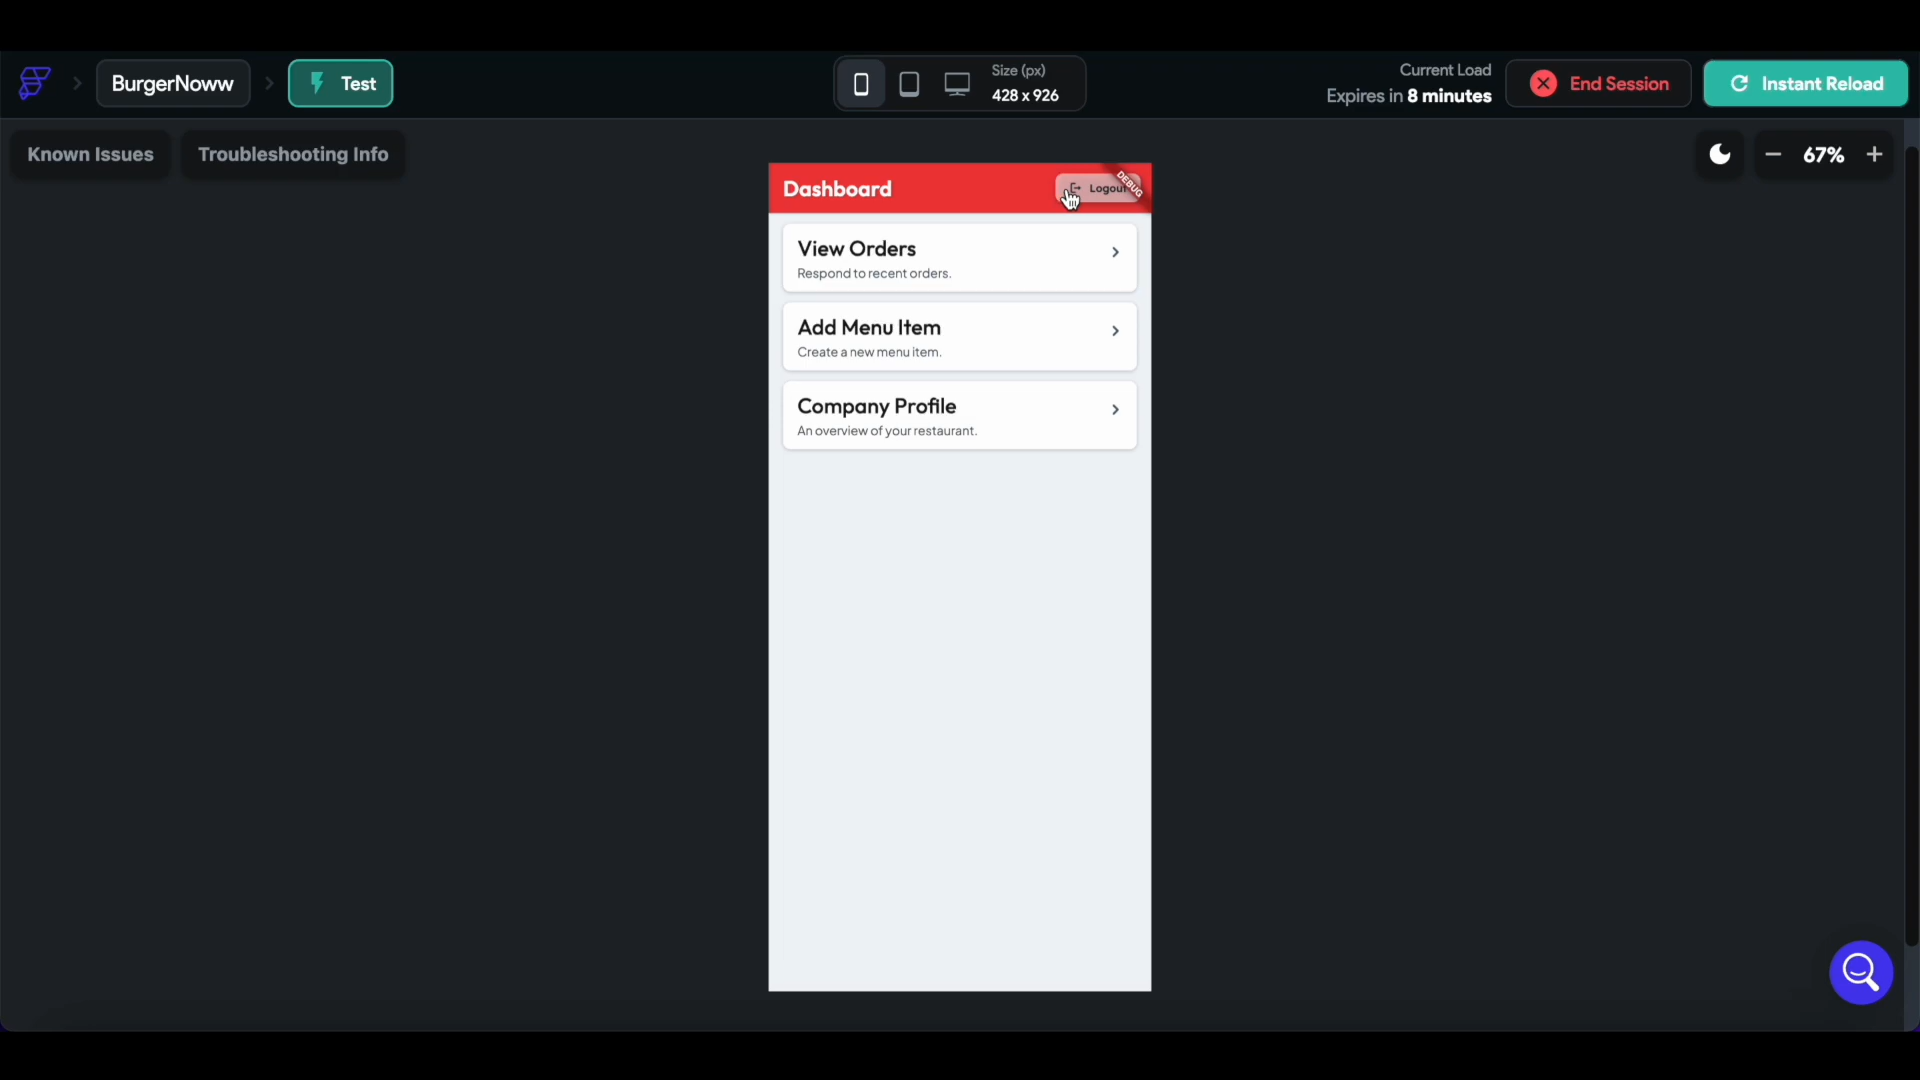 BurgerNoww
Test
Size (px)
428 x 926
Current Load
Expires in 8 minutes
End Session
Instant Reload
Known Issues
Troubleshooting Info
67%
Dashboard
Logout
DEBUG
View Orders
Respond to recent orders.
Add Menu Item
Create a new menu item.
Company Profile
An overview of your restaurant.